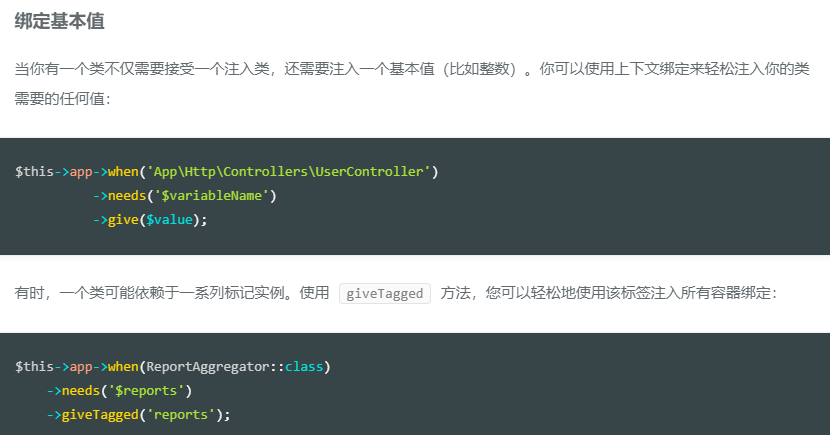 绑定基本值
当你有一个类不仅需要接受一个注入类，还需要注入一个基本值（比如整数）。你可以使用上下文绑定来轻松注入你的类
需要的任何值：
$this->app->when('App\Http\Controllers\UserController')
->needs('$variableName')
->give($value);
有时，一个类可能依赖于一系列标记实例。使用 giveTagged 方法，您可以轻松地使用该标签注入所有容器绑定：
$this->app->when(ReportAggregator::class)
->needs('$reports')
->giveTagged('reports');